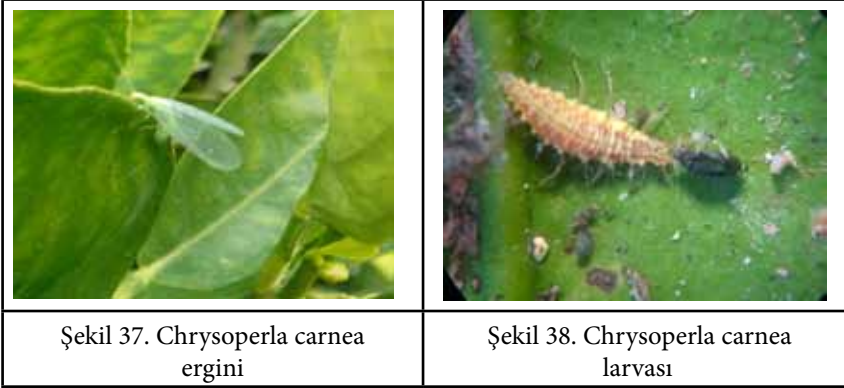 Şekil 37. Chrysoperla carnea
ergini
Şekil 38. Chrysoperla carnea
larvası